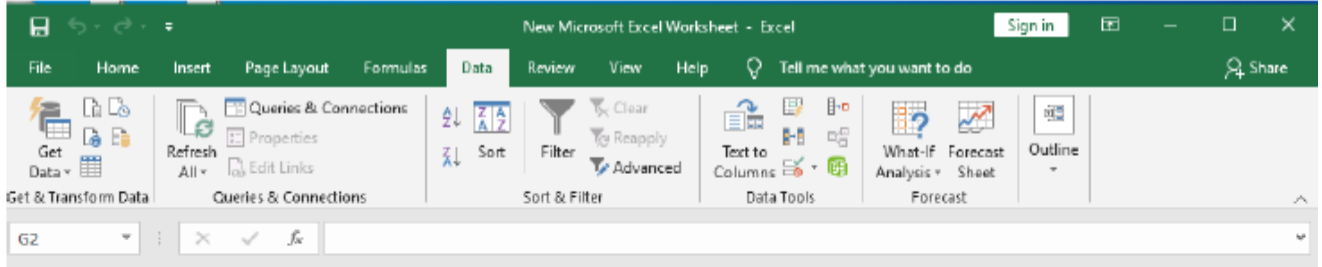 New Microsoft Excel Worksheet - Excel
Sign in
File Home Insert Page Layout Formulas Data Review View Help Tell me what you want to do Share
Get Data
Refresh All
Queries & Connections
Properties
Edit Links
A Z
Z A
Z A A Z
Sort
Filter
Clear
Reapply
Advanced
Text to Columns
What-If Analysis
Forecast Sheet
Outline
Get & Transform Data
Queries & Connections
Sort & Filter
Data Tools
Forecast
G2
fx